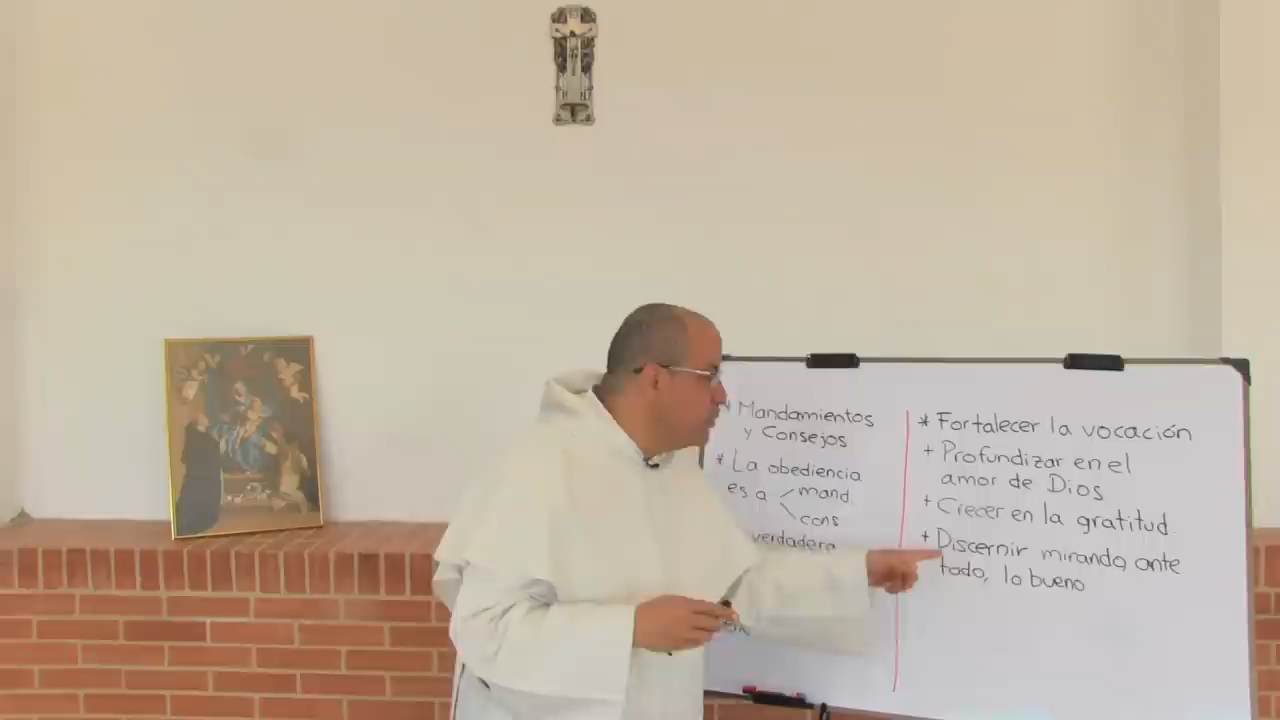 * Mandamientos
y Consejos
* La obediencia
es a mand
cons
verdadera
* Fortalecer la vocación
+ Profundizar en el
amor de Dios
+ Crecer en la gratitud
+ Discernir mirando, ante
todo, lo bueno